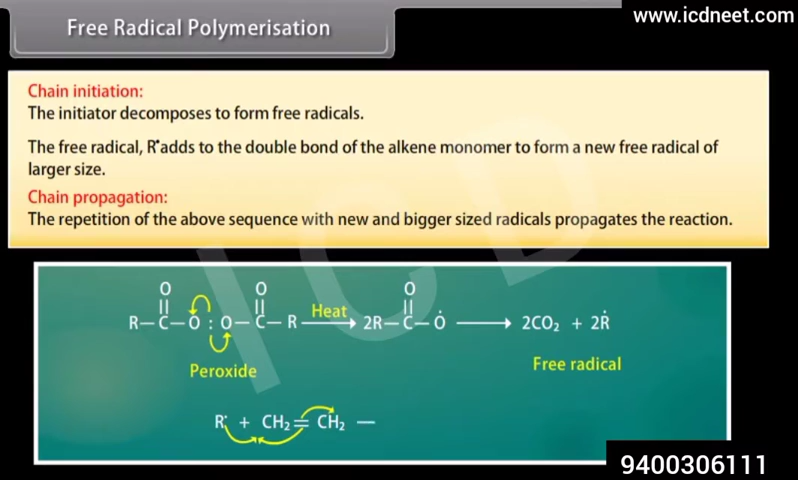 www.icdneet.com
Free Radical Polymerisation
Chain initiation:
The initiator decomposes to form free radicals.
The free radical, R• adds to the double bond of the alkene monomer to form a new free radical of
larger size.
Chain propagation:
The repetition of the above sequence with new and bigger sized radicals propagates the reaction.
O O O
R–C–O:O–C–R Heat → 2R–C–Ȯ → 2CO₂ + 2Ṙ
Peroxide Free radical
R• + CH₂=CH₂ —
ICD
9400306111